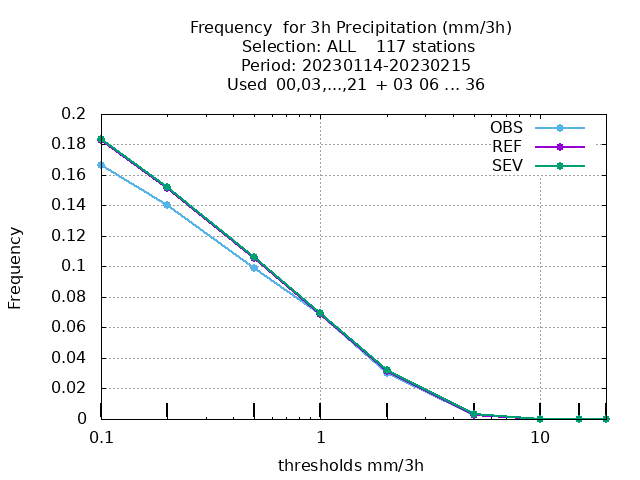 Frequency  for 3h Precipitation (mm/3h)
Selection: ALL    117 stations
Period: 20230114-20230215
Used  00,03,...,21  + 03 06 ... 36
OBS
REF
SEV
0.2
0.18
0.16
0.14
0.12
0.1
0.08
0.06
0.04
0.02
0
Frequency
0.1 1 10
thresholds mm/3h